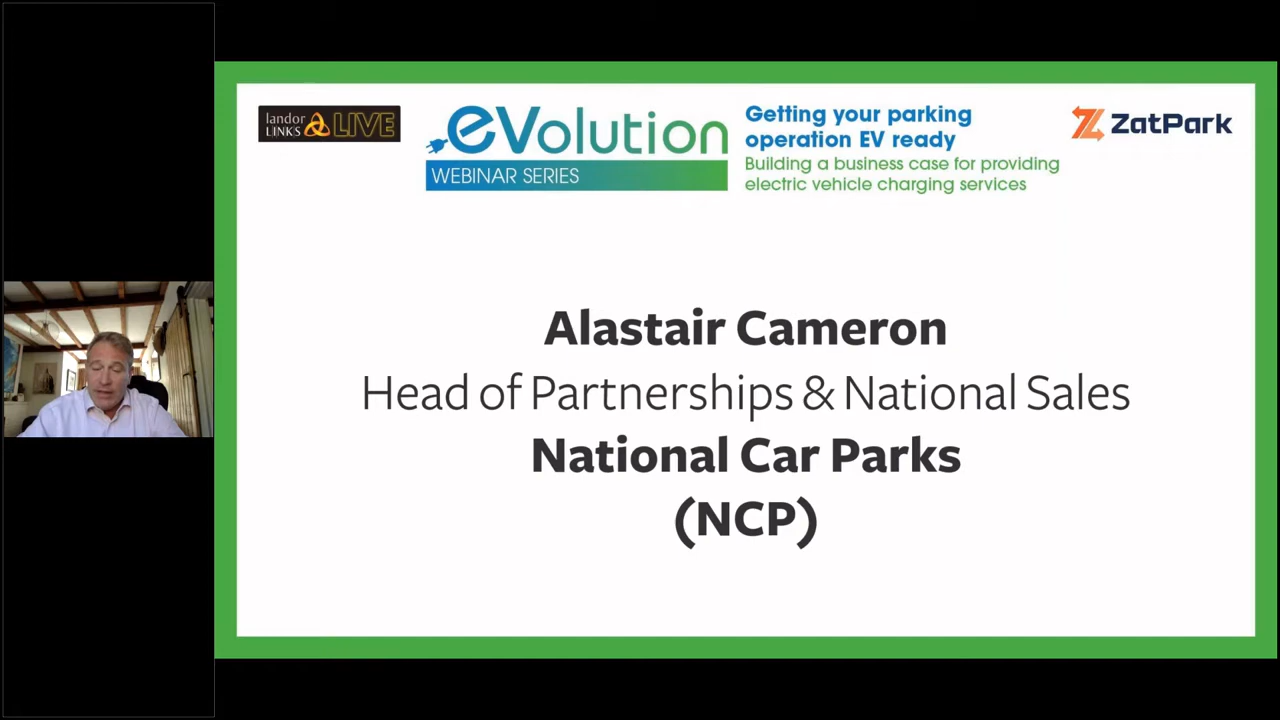 landor
LINKS LIVE
eVolution
WEBINAR SERIES
Getting your parking
operation EV ready
Building a business case for providing
electric vehicle charging services
ZatPark
Alastair Cameron
Head of Partnerships & National Sales
National Car Parks
(NCP)